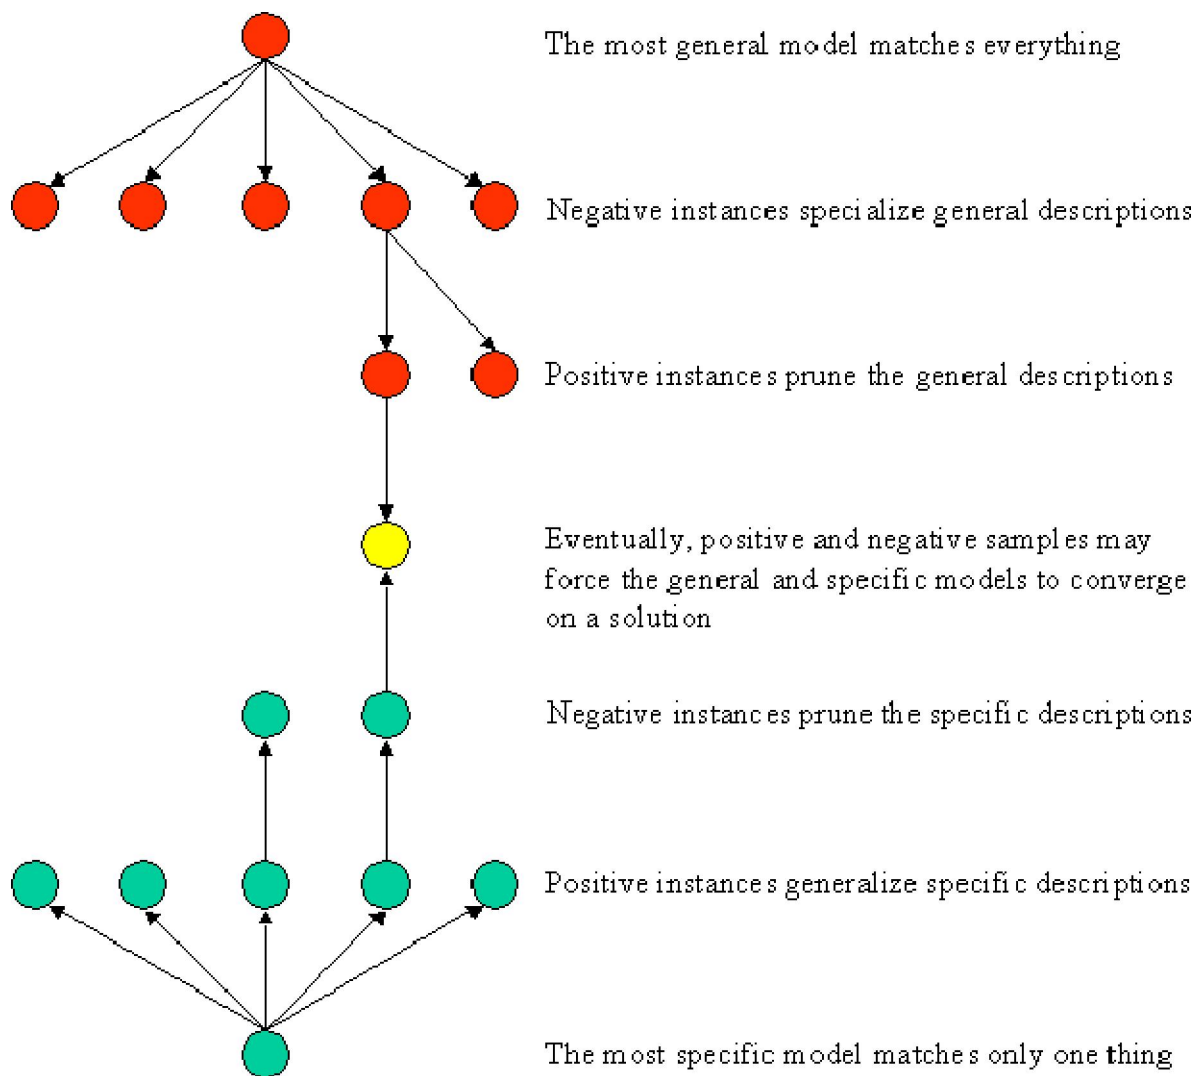 The most general model matches everything
Negative instances specialize general descriptions
Positive instances prune the general descriptions
Eventually, positive and negative samples may
force the general and specific models to converge
on a solution
Negative instances prune the specific descriptions
Positive instances generalize specific descriptions
The most specific model matches only one thing